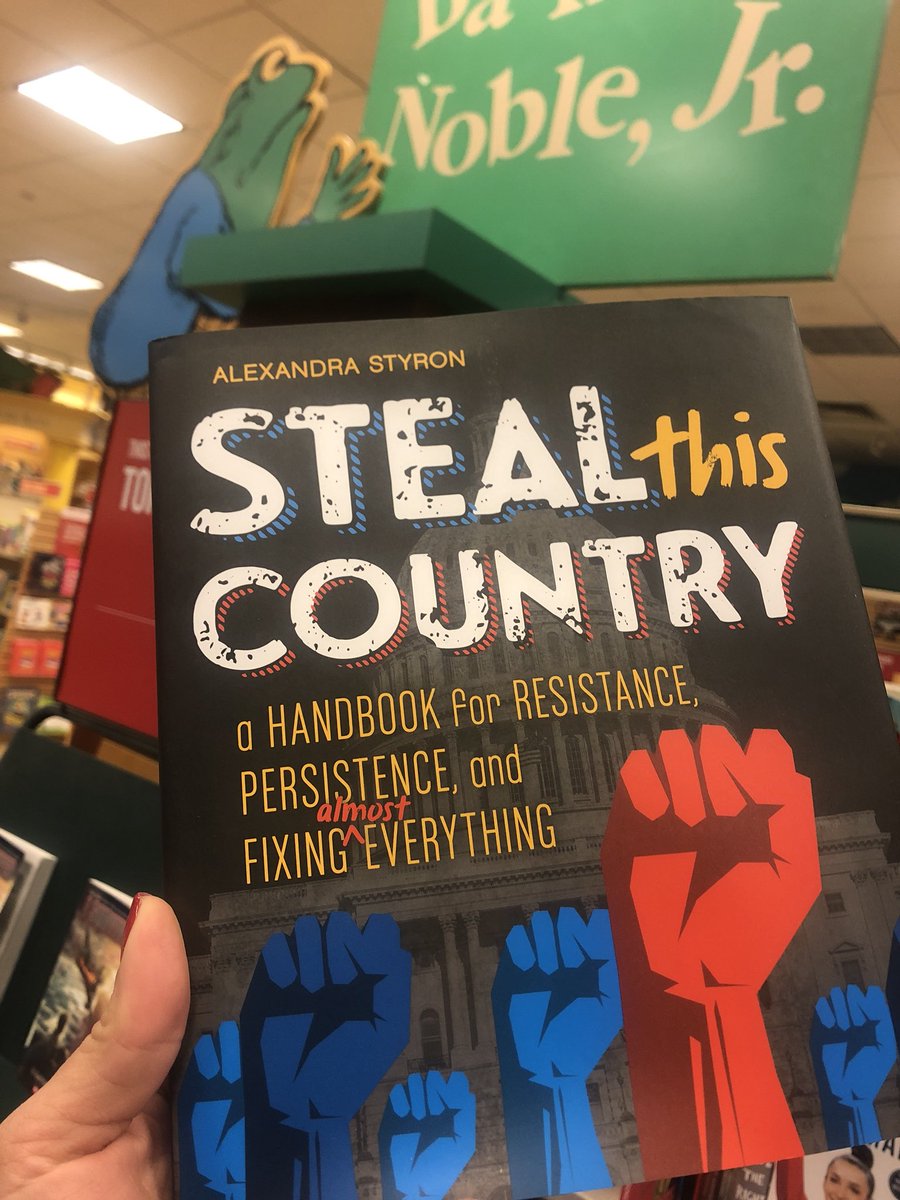 Noble, Jr.
ALEXANDRA STYRON
STEAL this
COUNTRY
a HANDBOOK for RESISTANCE,
PERSISTENCE, and
almost
FIXING EVERYTHING